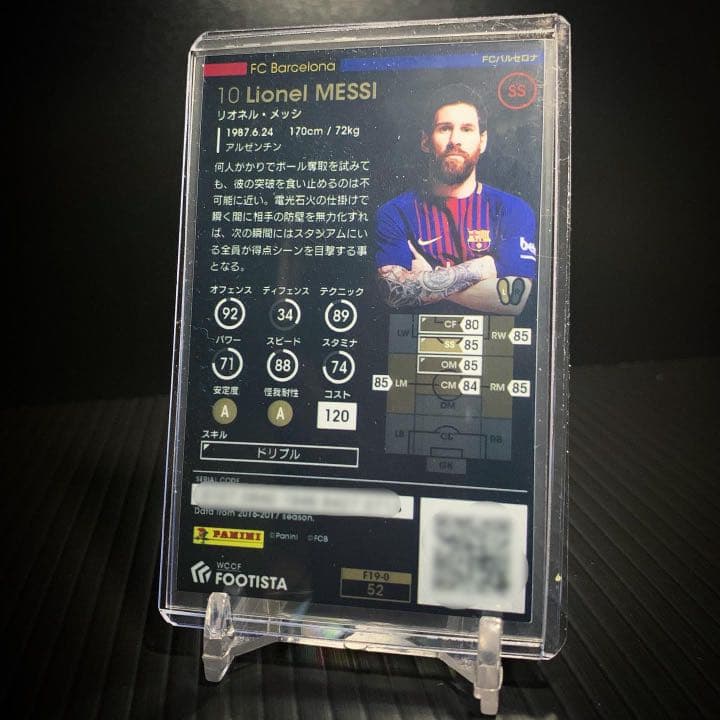 FC Barcelona
FCバルセロナ
10 Lionel MESSI
SS
リオネル・メッシ
1987.6.24 170cm / 72kg
アルゼンチン
何人がかりでボール奪取を試みて
も、彼の突破を食い止めるのは不
可能に近い。電光石火の仕掛けで
瞬く間に相手の防壁を無力化すれ
ば、次の瞬間にはスタジアムにい
る全員が得点シーンを目撃する事
となる。
オフェンス ディフェンス テクニック
92 34 89
パワー スピード スタミナ
71 88 74
安定度 怪我耐性 コスト
A A 120
スキル
ドリブル
LW CF 80 RW 85
SS 85
OM 85
85 LM CM 84 RM 85
DM
LB CB RB
GK
SERIAL CODE
Data from 2016-2017 season.
PANINI ©Panini ©FCB
WCCF
FOOTISTA
F19-0
52